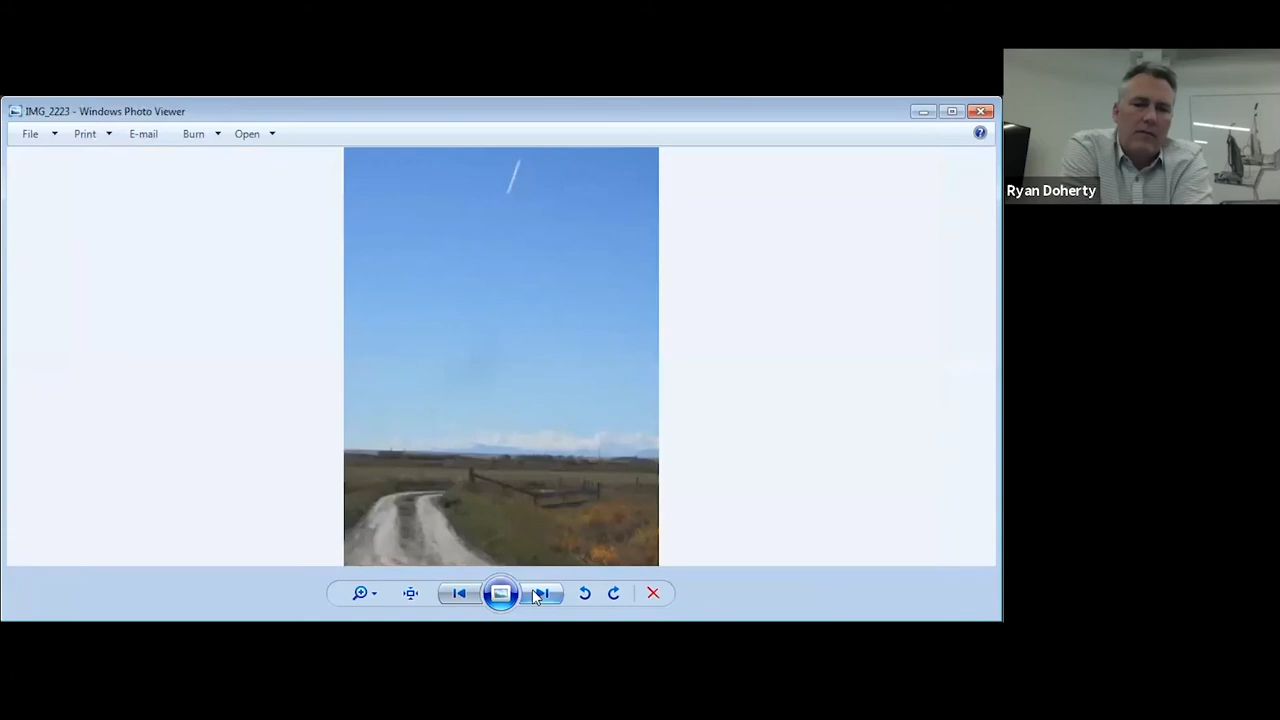 IMG_2223 - Windows Photo Viewer
File Print E-mail Burn Open
Ryan Doherty